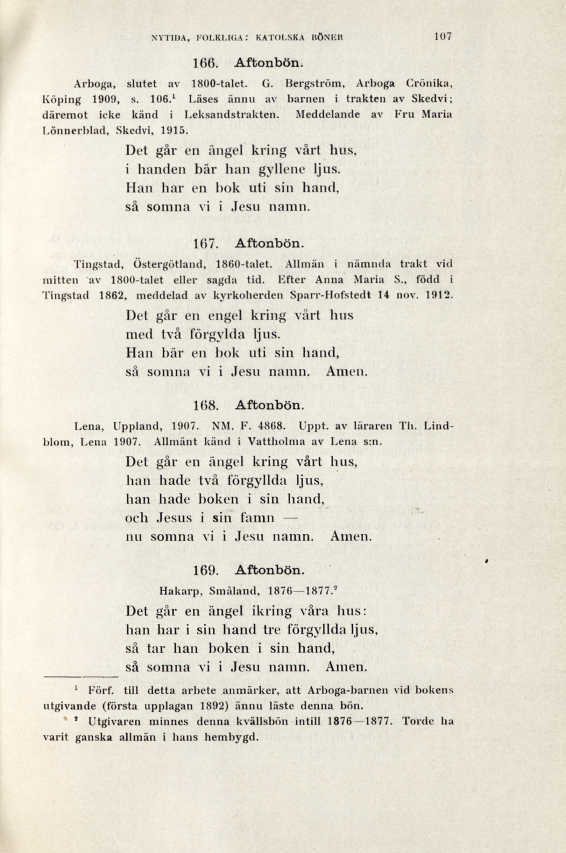 NYTIDA, FOLKLIGA: KATOLSKA BÖNER 107
166. Aftonbön.
Arboga, slutet av 1800-talet. G. Bergström, Arboga Crönika,
Köping 1909, s. 106.¹ Läses ännu av barnen i trakten av Skedvi;
däremot icke känd i Leksandstrakten. Meddelande av Fru Maria
Lönnerblad, Skedvi, 1915.
Det går en ängel kring vårt hus,
i handen bär han gyllene ljus.
Han har en bok uti sin hand,
så somna vi i Jesu namn.
167. Aftonbön.
Tingstad, Östergötland, 1860-talet. Allmän i nämnda trakt vid
mitten av 1800-talet eller sagda tid. Efter Anna Maria S., född i
Tingstad 1862, meddelad av kyrkoherden Sparr-Hofstedt 14 nov. 1912.
Det går en engel kring vårt hus
med två förgylda ljus.
Han bär en bok uti sin hand,
så somna vi i Jesu namn. Amen.
168. Aftonbön.
Lena, Uppland, 1907. NM. F. 4868. Uppt. av läraren Th. Lind-
blom, Lena 1907. Allmänt känd i Vattholma av Lena s:n.
Det går en ängel kring vårt hus,
han hade två förgyllda ljus,
han hade boken i sin hand,
och Jesus i sin famn —
nu somna vi i Jesu namn. Amen.
169. Aftonbön.
Hakarp, Småland, 1876—1877.²
Det går en ängel ikring våra hus:
han har i sin hand tre förgyllda ljus,
så tar han boken i sin hand,
så somna vi i Jesu namn. Amen.
¹ Förf. till detta arbete anmärker, att Arboga-barnen vid bokens
utgivande (första upplagan 1892) ännu läste denna bön.
² Utgivaren minnes denna kvällsbön intill 1876—1877. Torde ha
varit ganska allmän i hans hembygd.